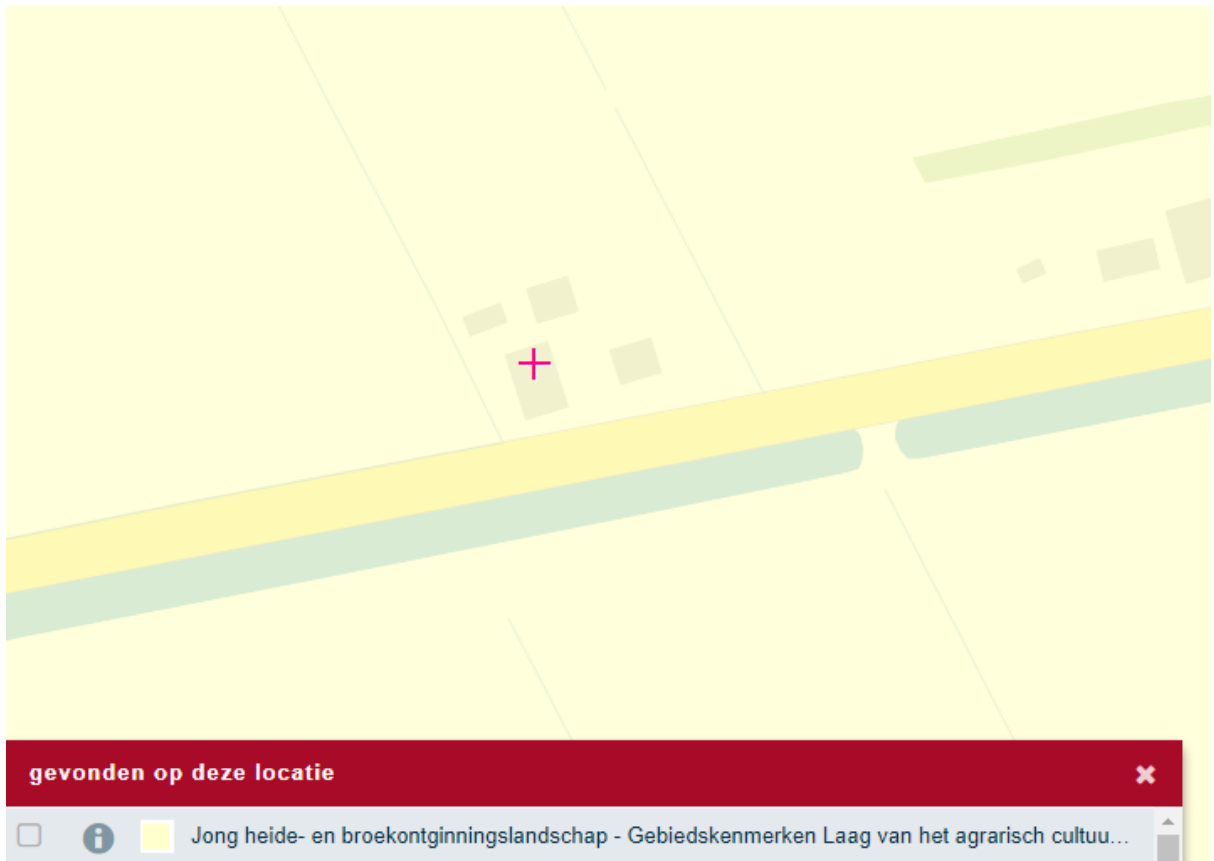 gevonden op deze locatie
Jong heide- en broekontginningslandschap - Gebiedskenmerken Laag van het agrarisch cultuu...